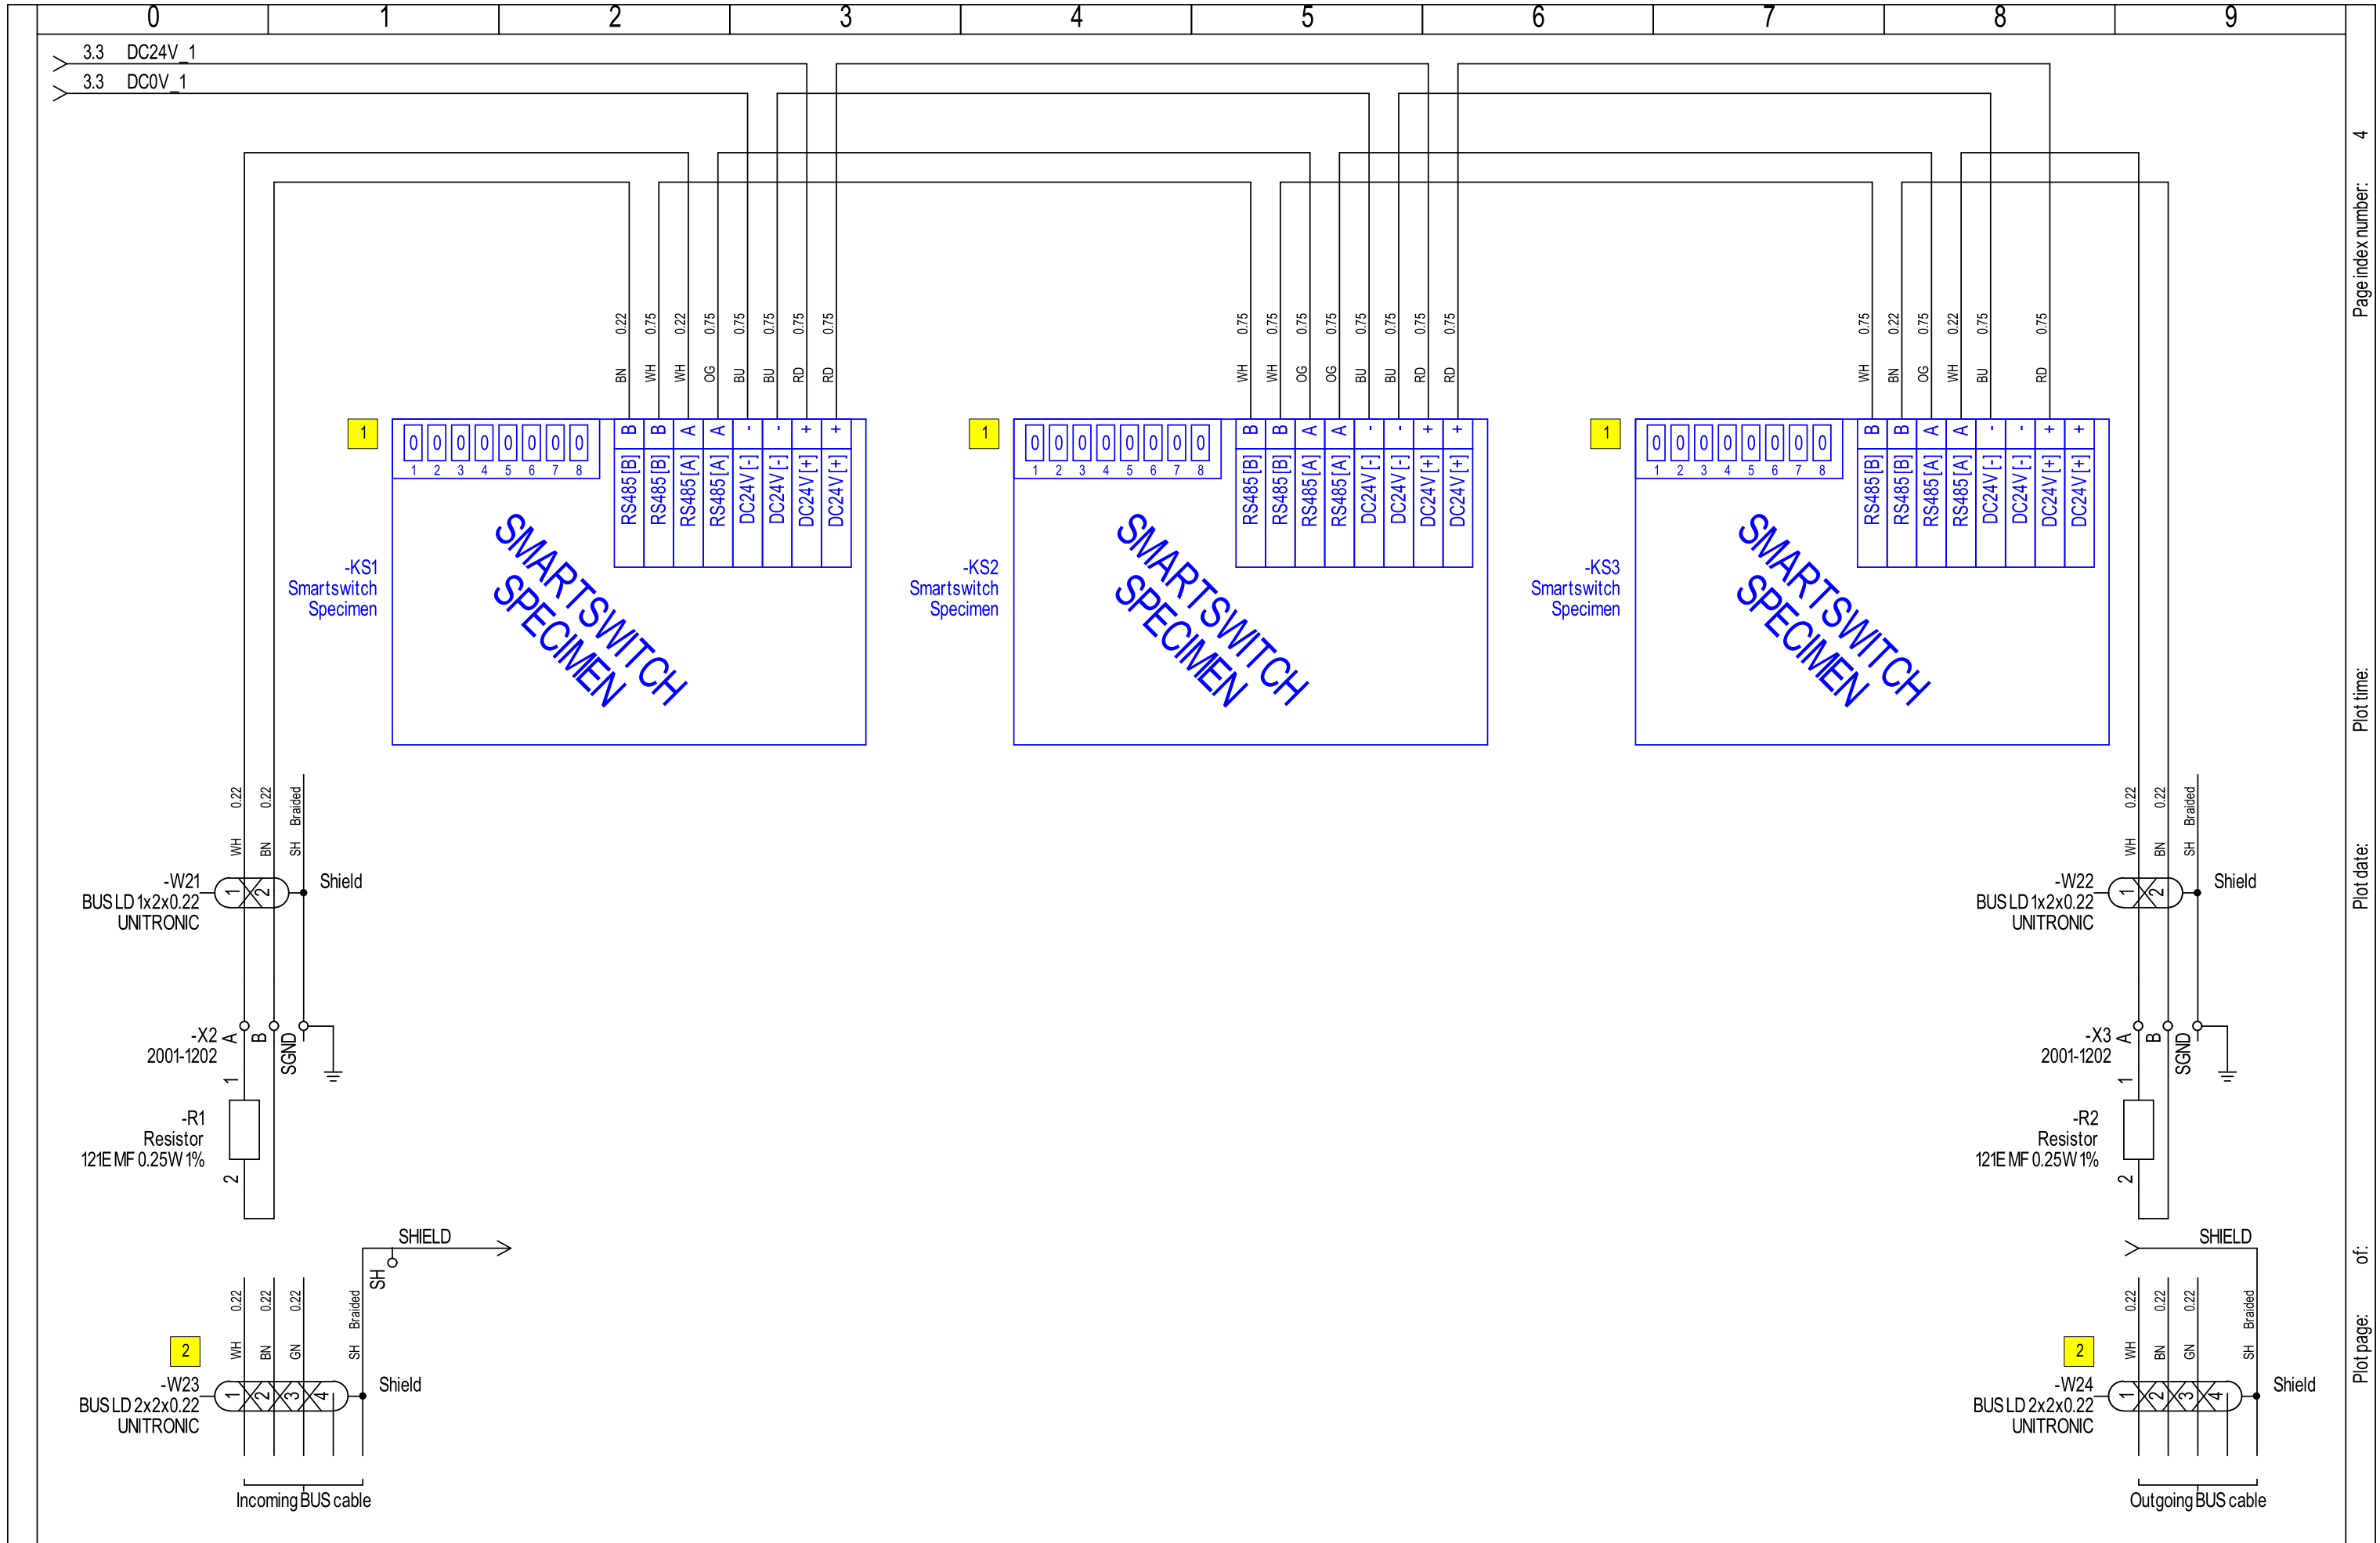 0 1 2 3 4 5 6 7 8 9
3.3 DC24V_1
3.3 DC0V_1
BN 0.22
WH 0.75
WH 0.22
OG 0.75
BU 0.75
BU 0.75
RD 0.75
RD 0.75
WH 0.75
WH 0.75
OG 0.75
OG 0.75
BU 0.75
BU 0.75
RD 0.75
RD 0.75
WH 0.75
BN 0.22
OG 0.75
WH 0.22
BU 0.75
RD 0.75
1
0 0 0 0 0 0 0 0
1 2 3 4 5 6 7 8
B B A A - - + +
RS485 [B]
RS485 [B]
RS485 [A]
RS485 [A]
DC24V [-]
DC24V [-]
DC24V [+]
DC24V [+]
-KS1
Smartswitch
Specimen
SMARTSWITCH
SPECIMEN
1
0 0 0 0 0 0 0 0
1 2 3 4 5 6 7 8
B B A A - - + +
RS485 [B]
RS485 [B]
RS485 [A]
RS485 [A]
DC24V [-]
DC24V [-]
DC24V [+]
DC24V [+]
-KS2
Smartswitch
Specimen
SMARTSWITCH
SPECIMEN
1
0 0 0 0 0 0 0 0
1 2 3 4 5 6 7 8
B B A A - - + +
RS485 [B]
RS485 [B]
RS485 [A]
RS485 [A]
DC24V [-]
DC24V [-]
DC24V [+]
DC24V [+]
-KS3
Smartswitch
Specimen
SMARTSWITCH
SPECIMEN
WH 0.22
BN 0.22
SH Braided
-W21
BUS LD 1x2x0.22
UNITRONIC
1 2
Shield
-X2
2001-1202
A
B
SGND
1
-R1
Resistor
121E MF 0.25W 1%
2
SHIELD
SH
WH 0.22
BN 0.22
GN 0.22
SH Braided
2
-W23
BUS LD 2x2x0.22
UNITRONIC
1 2 3 4
Shield
Incoming BUS cable
WH 0.22
BN 0.22
SH Braided
-W22
BUS LD 1x2x0.22
UNITRONIC
1 2
Shield
-X3
2001-1202
A
B
SGND
1
-R2
Resistor
121E MF 0.25W 1%
2
SHIELD
WH 0.22
BN 0.22
GN 0.22
SH Braided
2
-W24
BUS LD 2x2x0.22
UNITRONIC
1 2 3 4
Shield
Outgoing BUS cable
Page index number: 4
Plot time:
Plot date:
Plot page: of: